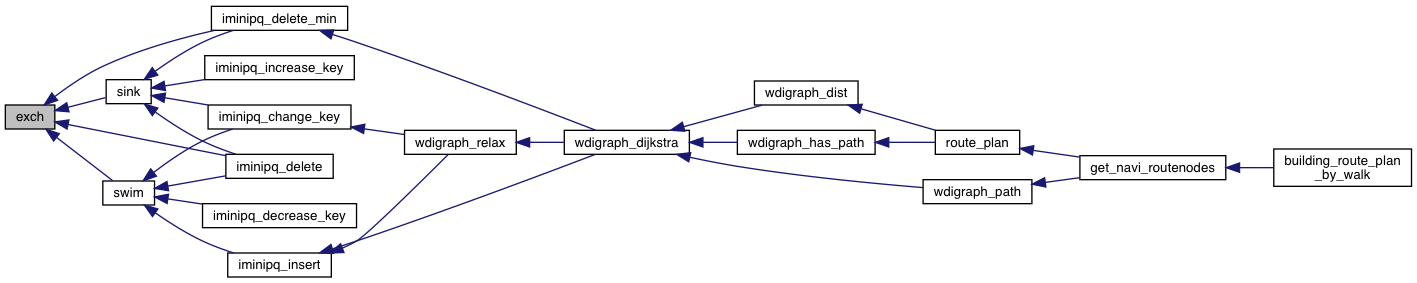 exch
sink
swim
iminipq_delete_min
iminipq_increase_key
iminipq_change_key
iminipq_delete
iminipq_decrease_key
iminipq_insert
wdigraph_relax
wdigraph_dijkstra
wdigraph_dist
wdigraph_has_path
wdigraph_path
route_plan
get_navi_routenodes
building_route_plan
_by_walk